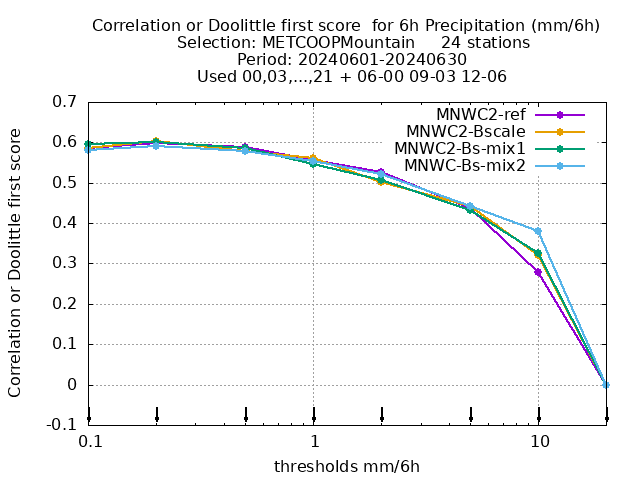 Correlation or Doolittle first score  for 6h Precipitation (mm/6h)
Selection: METCOOPMountain     24 stations
Period: 20240601-20240630
Used 00,03,...,21 + 06-00 09-03 12-06
MNWC2-ref
MNWC2-Bscale
MNWC2-Bs-mix1
MNWC-Bs-mix2
Correlation or Doolittle first score
0.7
0.6
0.5
0.4
0.3
0.2
0.1
0
-0.1
0.1 1 10
thresholds mm/6h